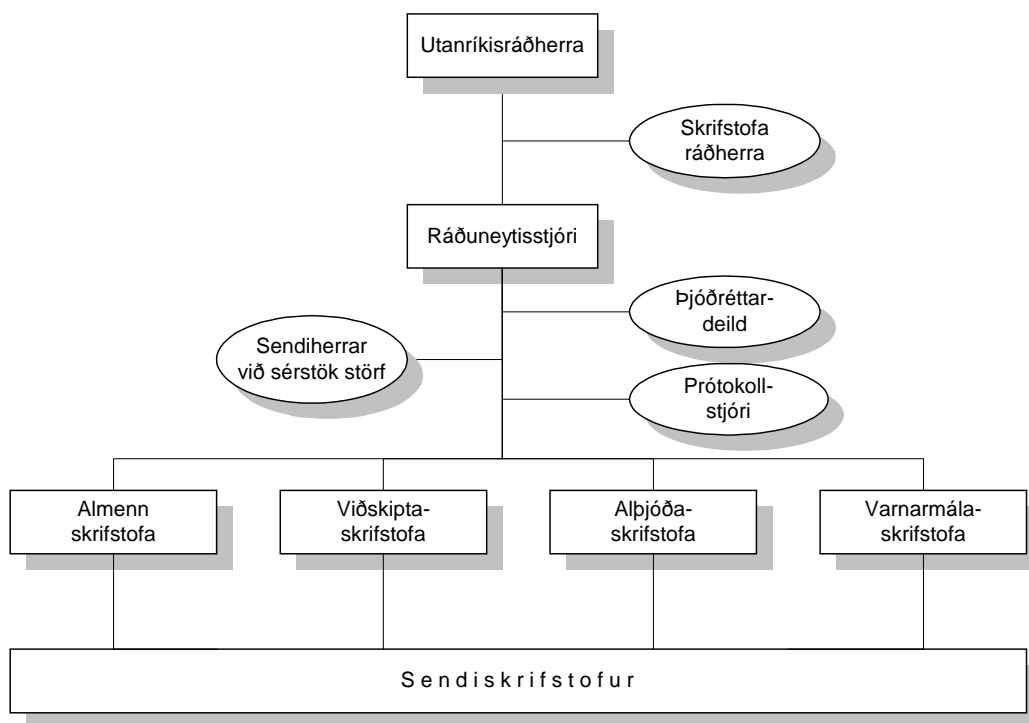 Utanríkisráðherra
Skrifstofa
ráðherra
Ráðuneytisstjóri
Þjóðréttar-
deild
Sendiherrar
við sérstök störf
Prótokoll-
stjóri
Almenn
skrifstofa
Viðskipta-
skrifstofa
Alþjóða-
skrifstofa
Varnarmála-
skrifstofa
Sendiskrifstofur